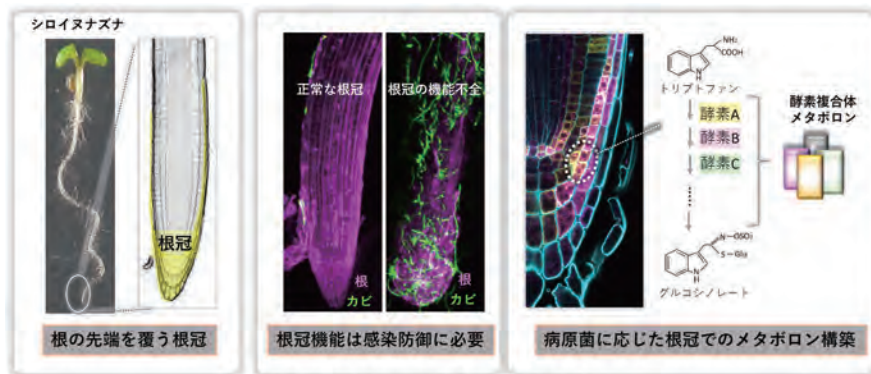 シロイヌナズナ
根冠
根の先端を覆う根冠
正常な根冠
根冠の機能不全
根
カビ
根
カビ
根冠機能は感染防御に必要
NH₂
COOH
N
H
トリプトファン
酵素A
酵素B
酵素C
N-OSO₃
S-Glu
N
H
グルコシノレート
酵素複合体
メタボロン
病原菌に応じた根冠でのメタボロン構築